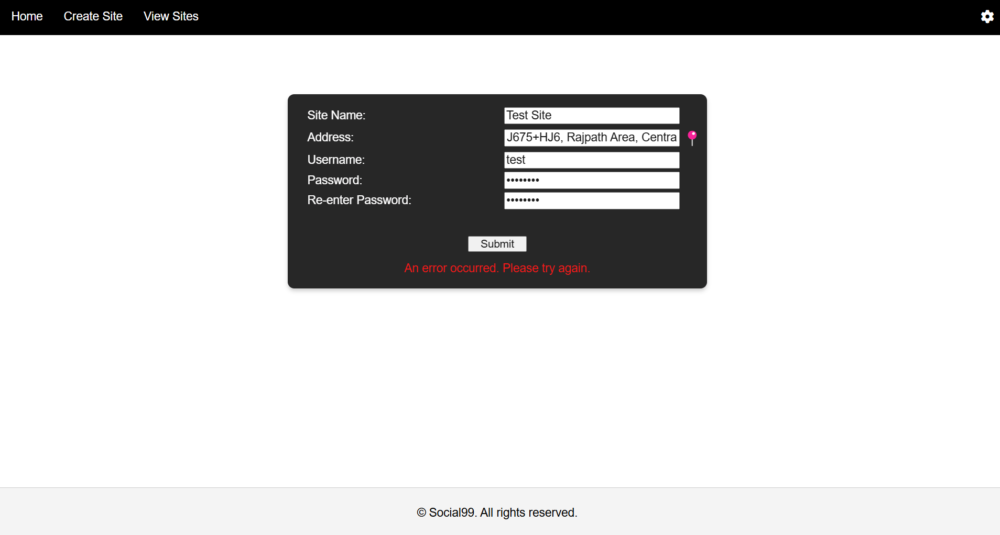 Home Create Site View Sites
Site Name: Test Site
Address: J675+HJ6, Rajpath Area, Centra
Username: test
Password: ••••••••
Re-enter Password: ••••••••
Submit
An error occurred. Please try again.
© Social99. All rights reserved.